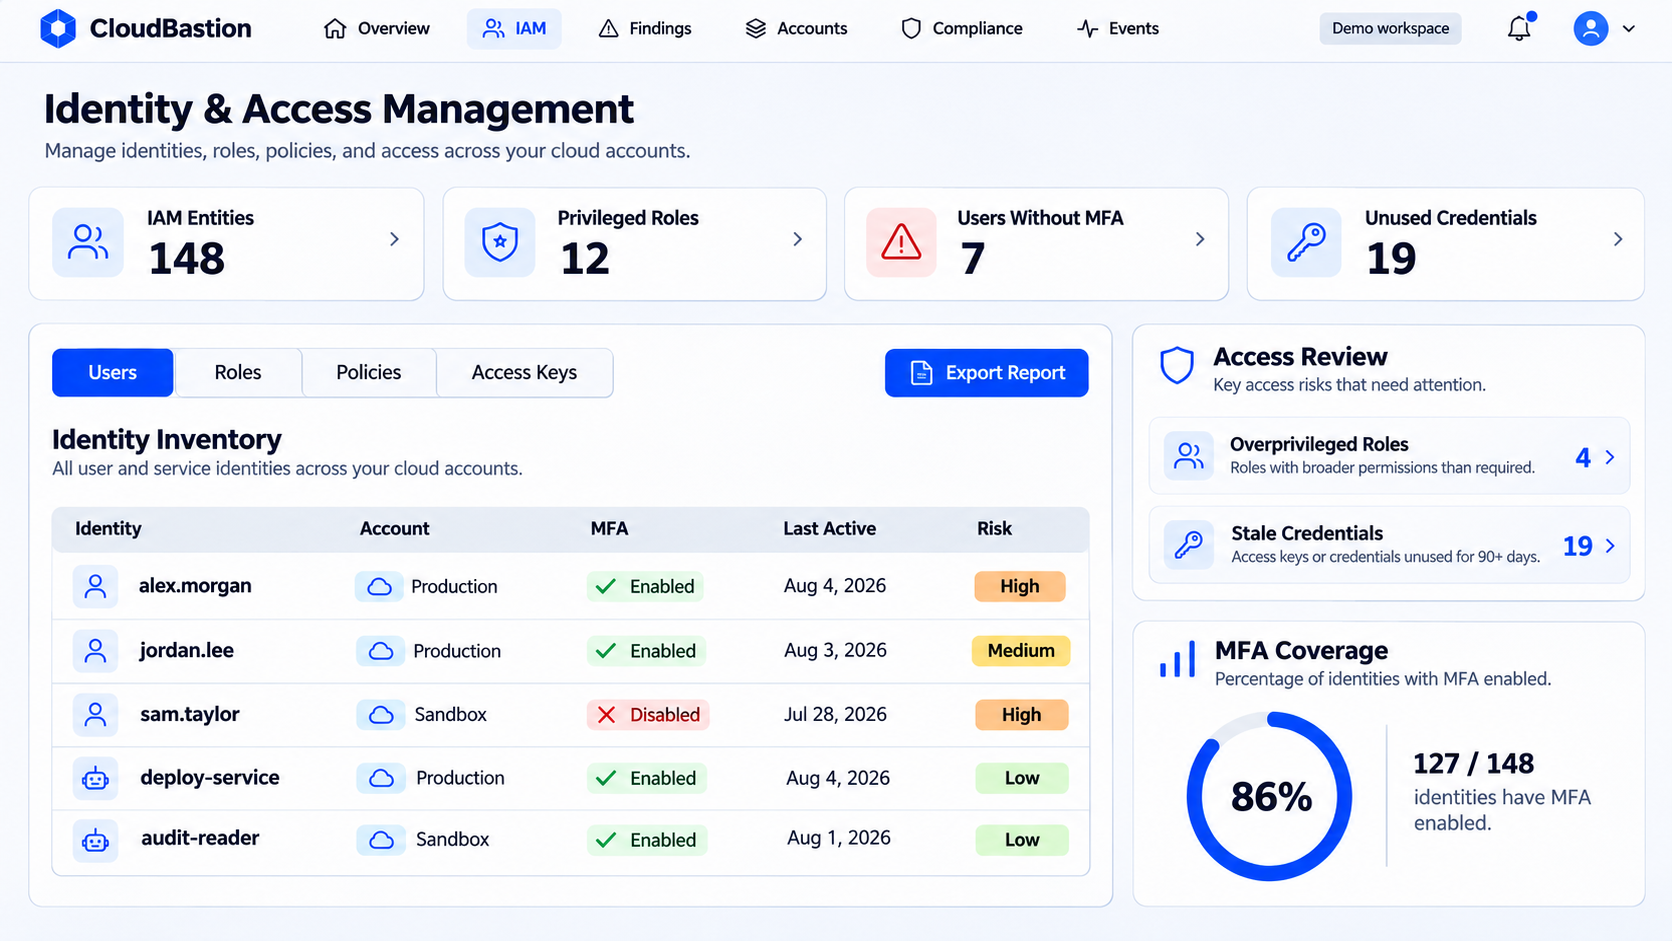 CloudBastion
Overview
IAM
Findings
Accounts
Compliance
Events
Demo workspace
Identity & Access Management
Manage identities, roles, policies, and access across your cloud accounts.
IAM Entities
148
Privileged Roles
12
Users Without MFA
7
Unused Credentials
19
Users
Roles
Policies
Access Keys
Export Report
Identity Inventory
All user and service identities across your cloud accounts.
Identity Account MFA Last Active Risk
alex.morgan Production Enabled Aug 4, 2026 High
jordan.lee Production Enabled Aug 3, 2026 Medium
sam.taylor Sandbox Disabled Jul 28, 2026 High
deploy-service Production Enabled Aug 4, 2026 Low
audit-reader Sandbox Enabled Aug 1, 2026 Low
Access Review
Key access risks that need attention.
Overprivileged Roles
Roles with broader permissions than required.
4
Stale Credentials
Access keys or credentials unused for 90+ days.
19
MFA Coverage
Percentage of identities with MFA enabled.
86%
127 / 148
identities have MFA
enabled.